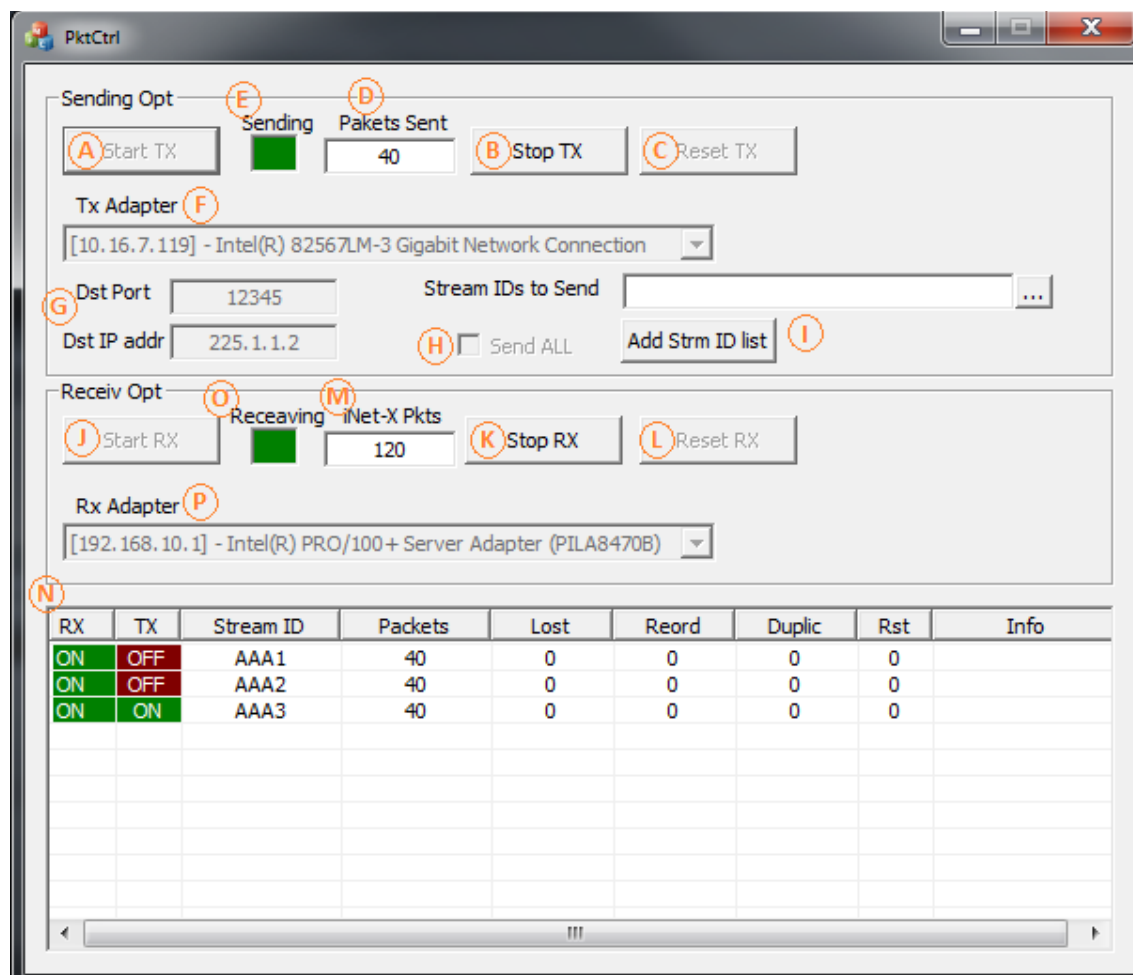 PktCtrl
Sending Opt
E
D
Sending
Pakets Sent
A
Start TX
40
B
Stop TX
C
Reset TX
Tx Adapter
F
[10.16.7.119] - Intel(R) 82567LM-3 Gigabit Network Connection
G
Dst Port
12345
Stream IDs to Send
...
Dst IP addr
225.1.1.2
H
Send ALL
Add Strm ID list
I
Receiv Opt
O
M
Receaving
iNet-X Pkts
J
Start RX
120
K
Stop RX
L
Reset RX
Rx Adapter
P
[192.168.10.1] - Intel(R) PRO/100+ Server Adapter (PILA8470B)
N
RX TX Stream ID Packets Lost Reord Duplic Rst Info
ON OFF AAA1 40 0 0 0 0
ON OFF AAA2 40 0 0 0 0
ON ON AAA3 40 0 0 0 0